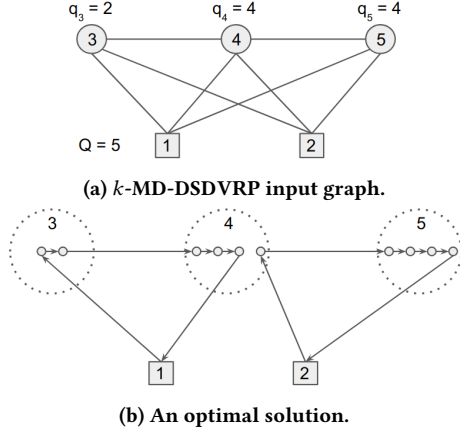 q₃ = 2 q₄ = 4 q₅ = 4
3 4 5
Q = 5 1 2
(a) k-MD-DSDVRP input graph.
3 4 5
1 2
(b) An optimal solution.